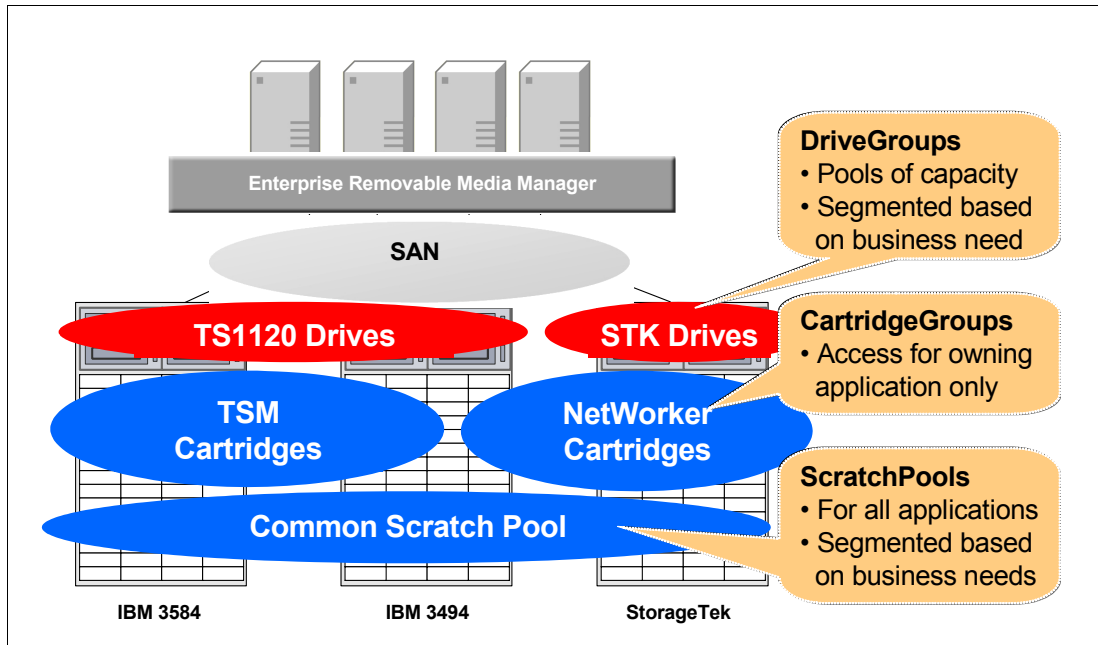 Enterprise Removable Media Manager
SAN
TS1120 Drives
STK Drives
TSM
Cartridges
NetWorker
Cartridges
Common Scratch Pool
IBM 3584
IBM 3494
StorageTek
DriveGroups
• Pools of capacity
• Segmented based
on business need
CartridgeGroups
• Access for owning
application only
ScratchPools
• For all applications
• Segmented based
on business needs